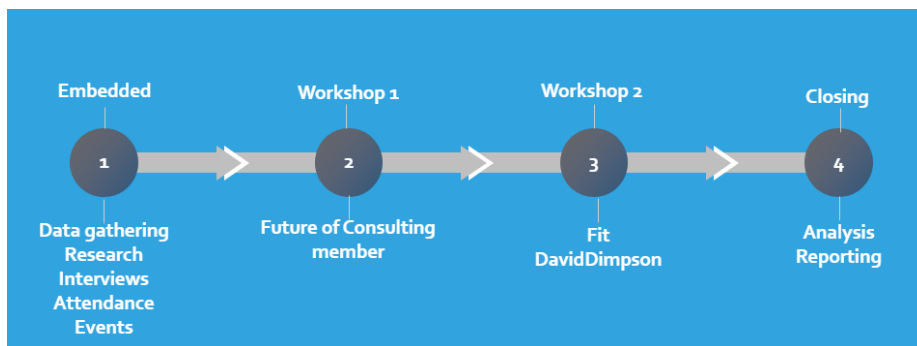 Embedded
Workshop 1
Workshop 2
Closing
1
2
3
4
Data gathering
Research
Interviews
Attendance
Events
Future of Consulting
member
Fit
DavidDimpson
Analysis
Reporting